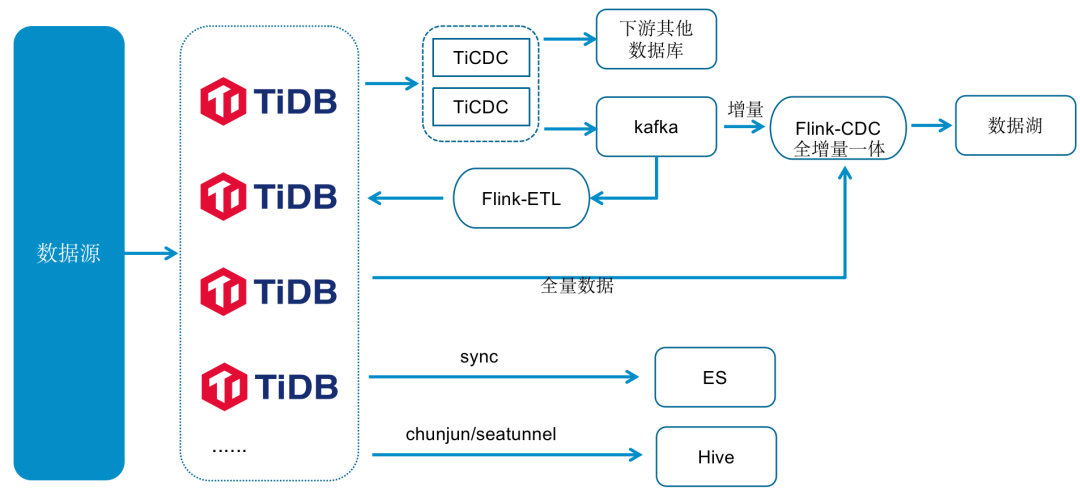 数据源
TiDB
TiDB
TiDB
TiDB
......
TiCDC
TiCDC
下游其他
数据库
kafka
增量
Flink-CDC
全增量一体
数据湖
Flink-ETL
全量数据
sync
ES
chunjun/seatunnel
Hive